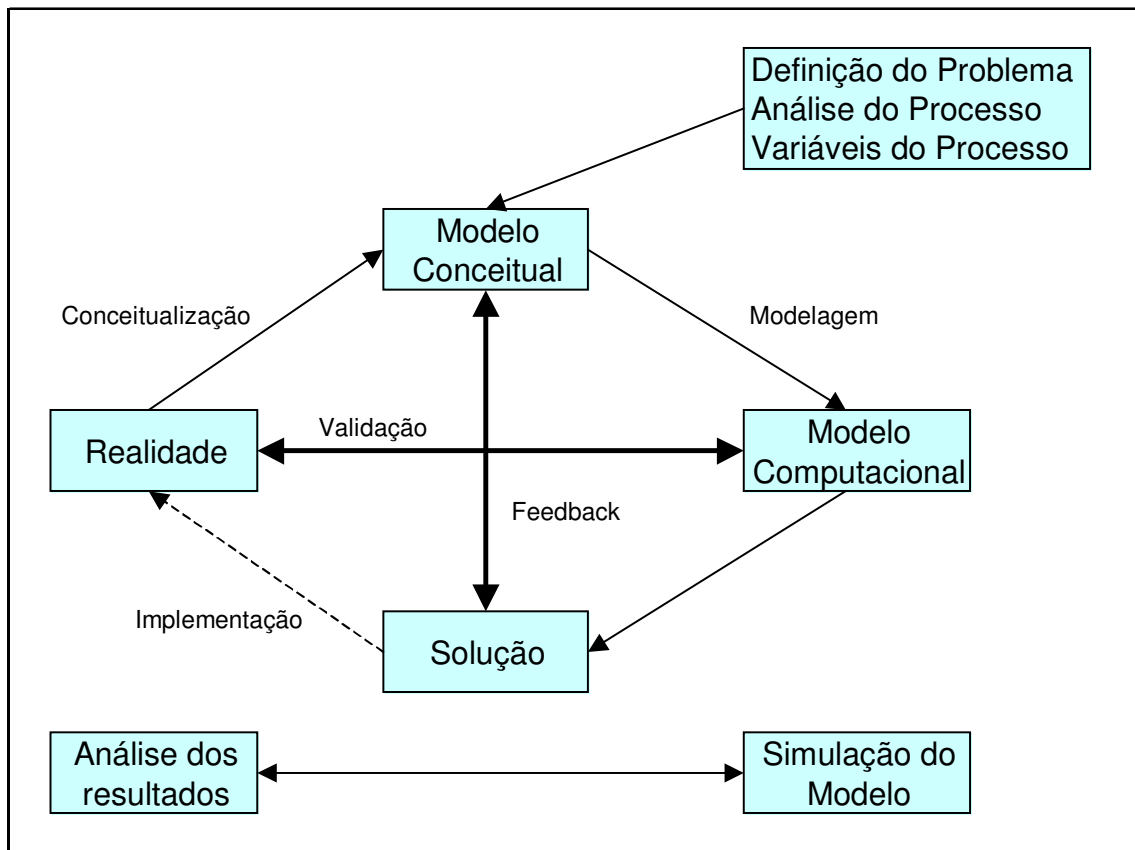 Definição do Problema
Análise do Processo
Variáveis do Processo
Modelo
Conceitual
Conceitualização
Modelagem
Realidade
Validação
Modelo
Computacional
Feedback
Implementação
Solução
Análise dos
resultados
Simulação do
Modelo